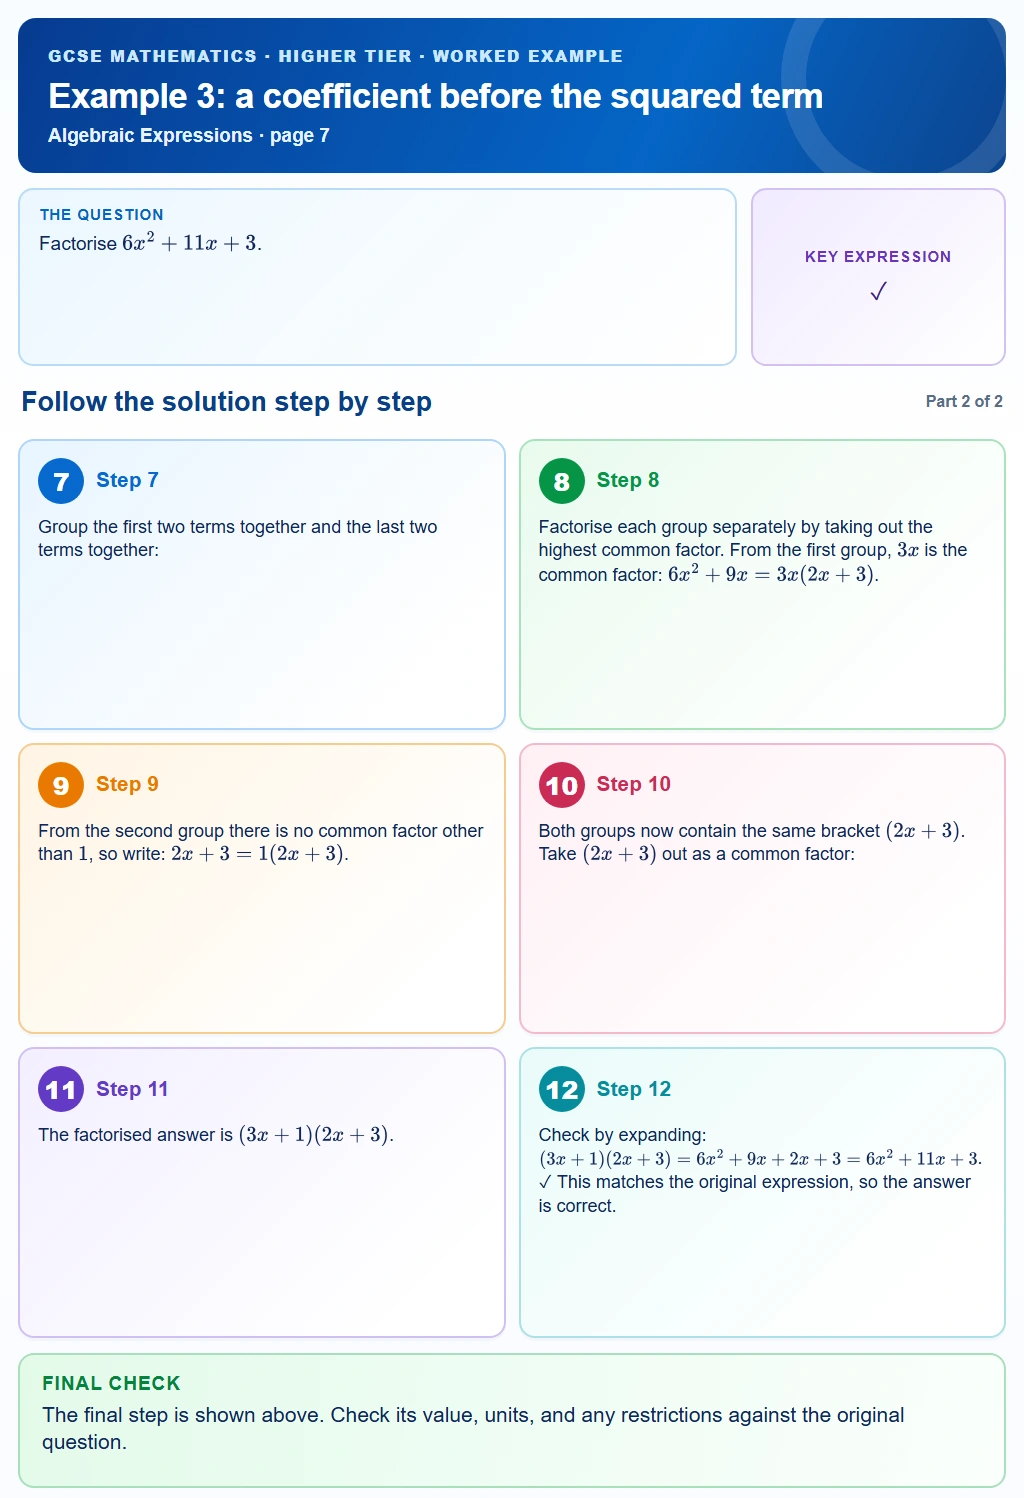 GCSE MATHEMATICS · HIGHER TIER · WORKED EXAMPLE
Example 3: a coefficient before the squared term
Algebraic Expressions · page 7
THE QUESTION
Factorise 6x² + 11x + 3.
KEY EXPRESSION
✓
Follow the solution step by step
Part 2 of 2
7 Step 7
Group the first two terms together and the last two
terms together:
8 Step 8
Factorise each group separately by taking out the
highest common factor. From the first group, 3x is the
common factor: 6x² + 9x = 3x(2x + 3).
9 Step 9
From the second group there is no common factor other
than 1, so write: 2x + 3 = 1(2x + 3).
10 Step 10
Both groups now contain the same bracket (2x + 3).
Take (2x + 3) out as a common factor:
11 Step 11
The factorised answer is (3x + 1)(2x + 3).
12 Step 12
Check by expanding:
(3x + 1)(2x + 3) = 6x² + 9x + 2x + 3 = 6x² + 11x + 3.
✓ This matches the original expression, so the answer
is correct.
FINAL CHECK
The final step is shown above. Check its value, units, and any restrictions against the original
question.